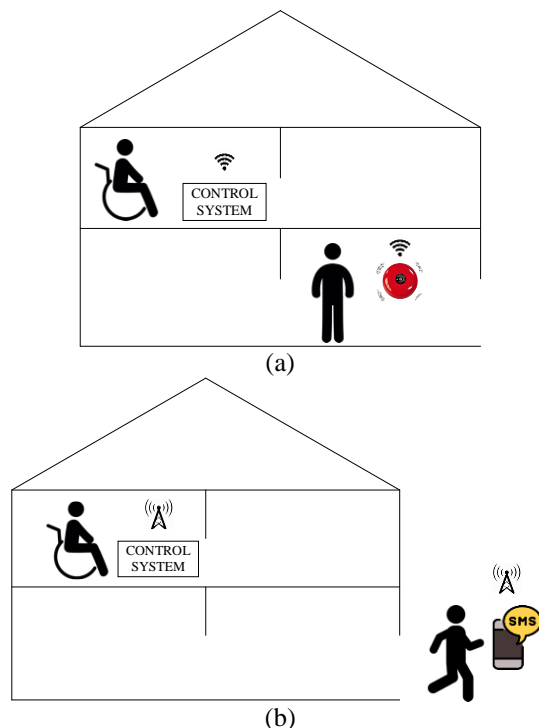 CONTROL
SYSTEM
(a)
CONTROL
SYSTEM
SMS
(b)